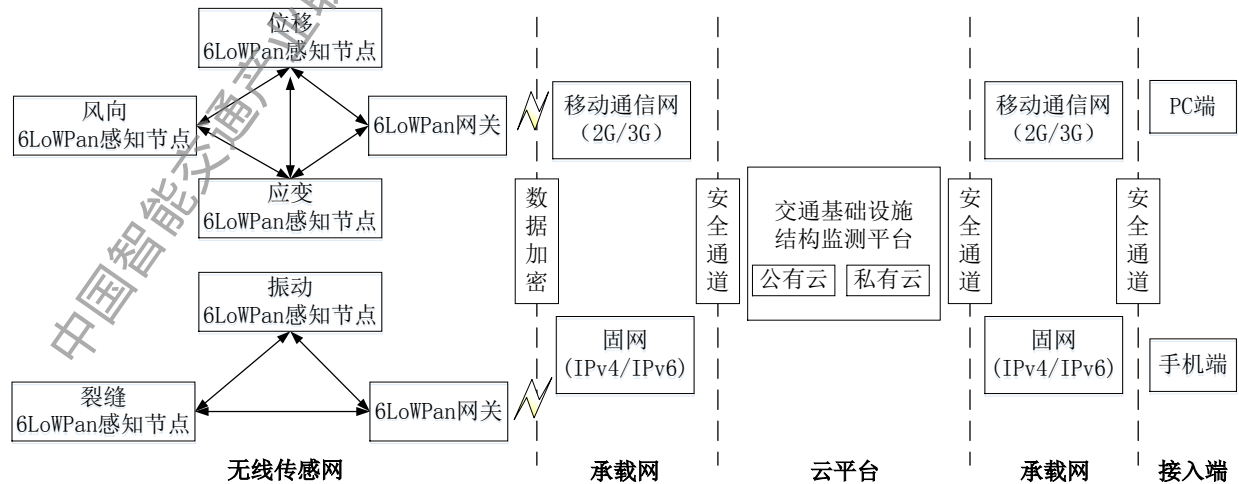 位移
6LoWPan感知节点
风向
6LoWPan感知节点
6LoWPan网关
应变
6LoWPan感知节点
振动
6LoWPan感知节点
裂缝
6LoWPan感知节点
6LoWPan网关
无线传感网
数据加密
移动通信网
（2G/3G）
固网
(IPv4/IPv6)
承载网
安全通道
交通基础设施
结构监测平台
公有云
私有云
云平台
安全通道
移动通信网
（2G/3G）
固网
(IPv4/IPv6)
承载网
安全通道
PC端
手机端
接入端
中国智能交通产业